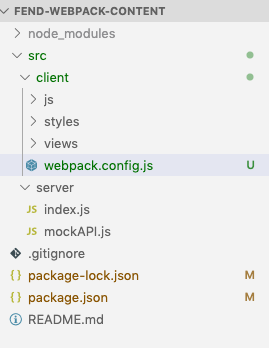 FEND-WEBPACK-CONTENT
node_modules
src
client
js
styles
views
webpack.config.js U
server
JS index.js
JS mockAPI.js
.gitignore
{} package-lock.json M
{} package.json M
README.md